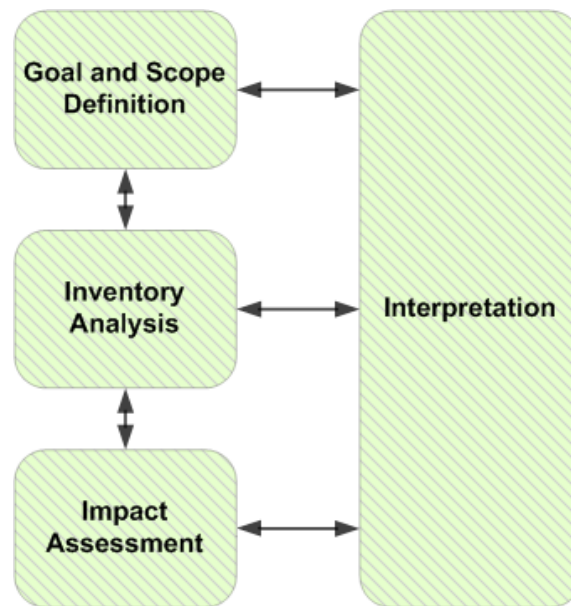 Goal and Scope
Definition
Inventory
Analysis
Interpretation
Impact
Assessment